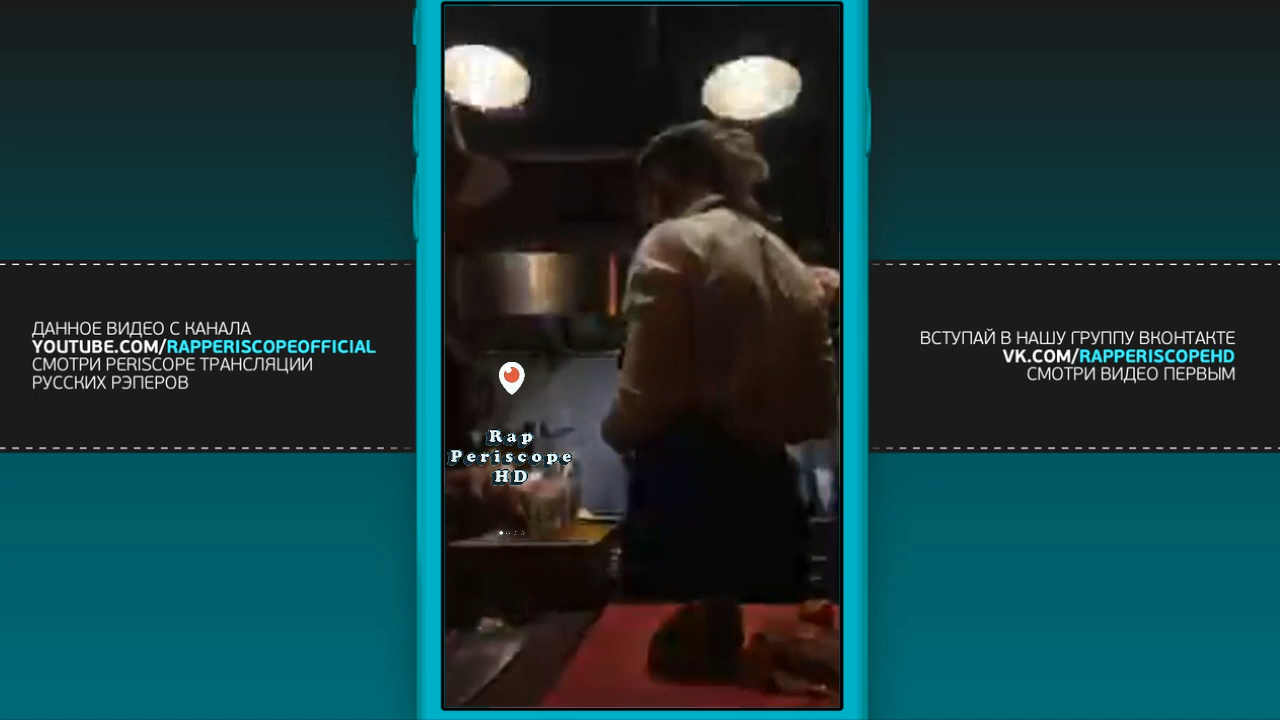 ДАННОЕ ВИДЕО С КАНАЛА
YOUTUBE.COM/RAPPERISCOPEOFFICIAL
СМОТРИ PERISCOPE ТРАНСЛЯЦИИ
РУССКИХ РЭПЕРОВ
Rap
Periscope
HD
ВСТУПАЙ В НАШУ ГРУППУ ВКОНТАКТЕ
VK.COM/RAPPERISCOPEHD
СМОТРИ ВИДЕО ПЕРВЫМ